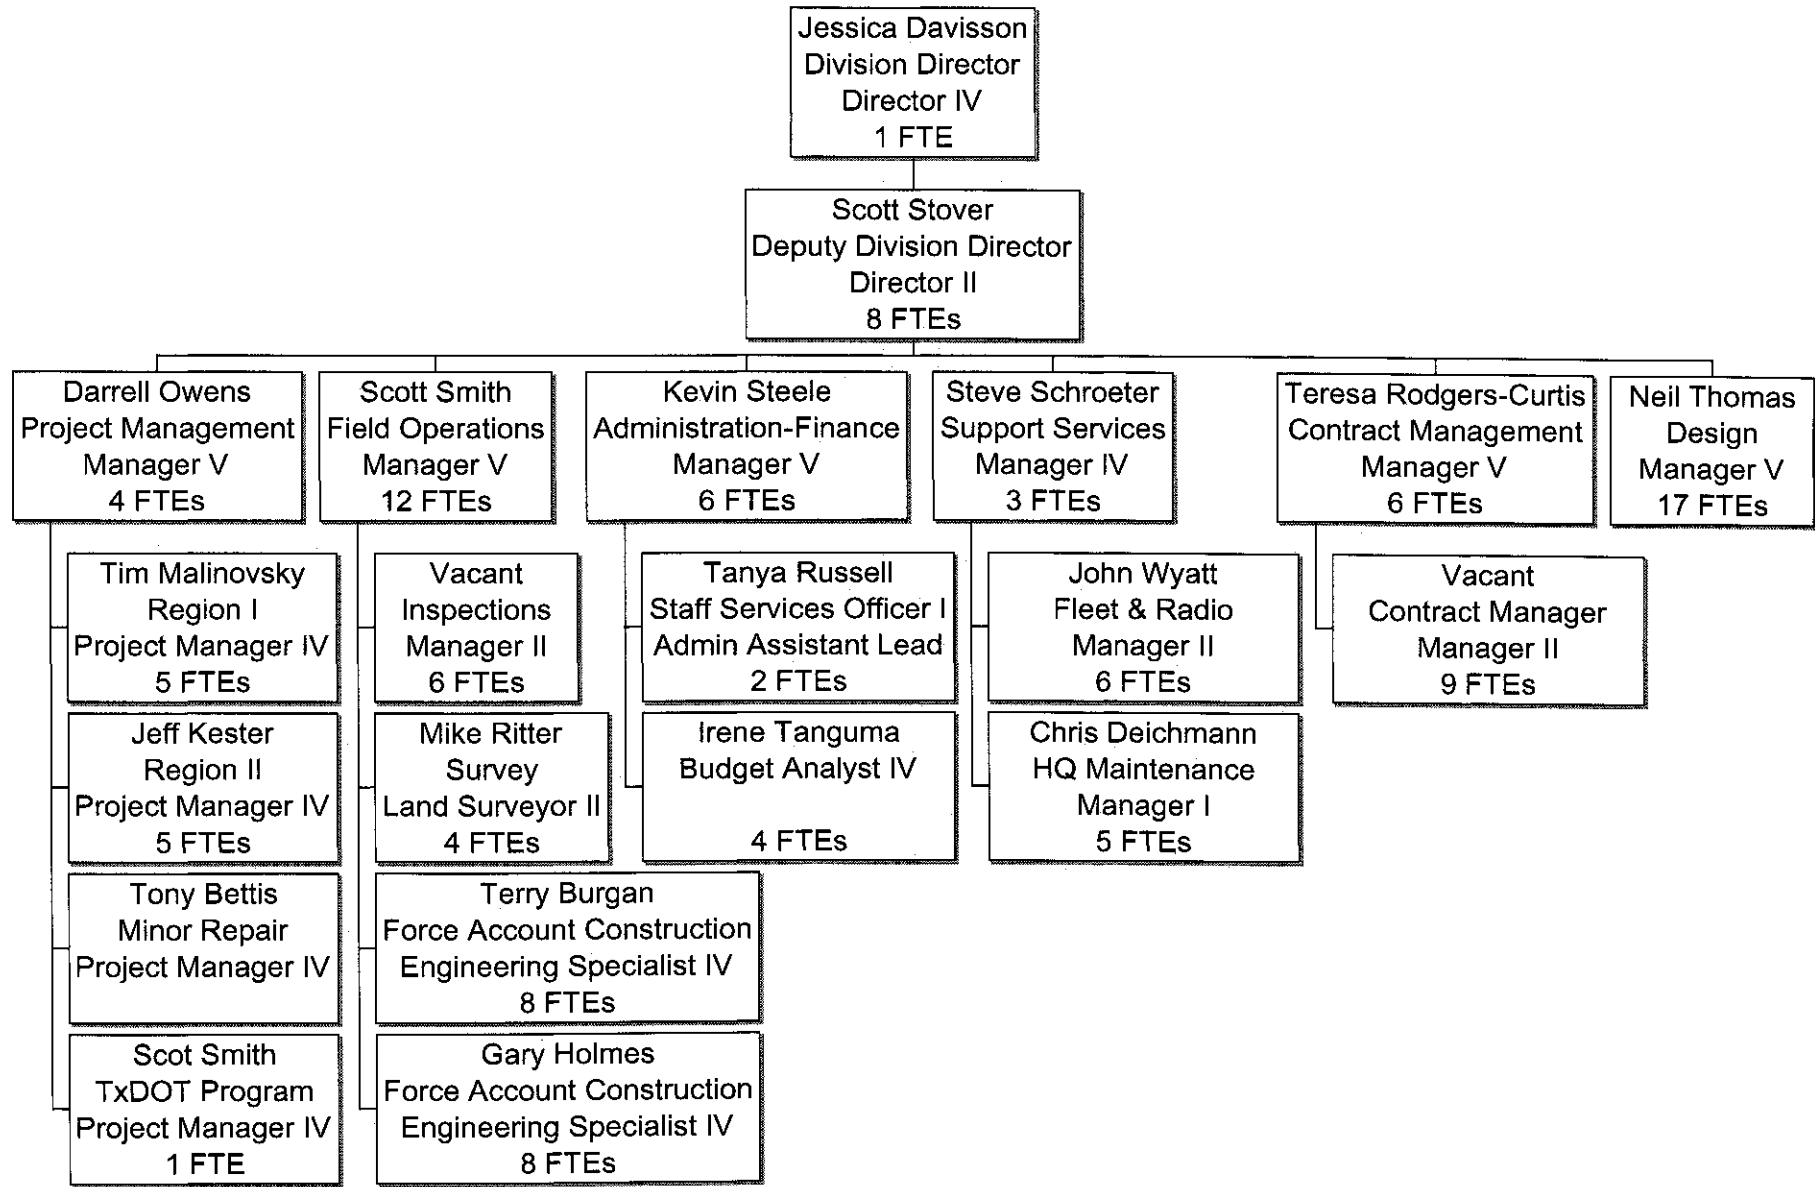 Jessica Davisson
Division Director
Director IV
1 FTE
Scott Stover
Deputy Division Director
Director II
8 FTEs
Darrell Owens
Project Management
Manager V
4 FTEs
Scott Smith
Field Operations
Manager V
12 FTEs
Kevin Steele
Administration-Finance
Manager V
6 FTEs
Steve Schroeter
Support Services
Manager IV
3 FTEs
Teresa Rodgers-Curtis
Contract Management
Manager V
6 FTEs
Neil Thomas
Design
Manager V
17 FTEs
Tim Malinovsky
Region I
Project Manager IV
5 FTEs
Jeff Kester
Region II
Project Manager IV
5 FTEs
Tony Bettis
Minor Repair
Project Manager IV
Scot Smith
TxDOT Program
Project Manager IV
1 FTE
Vacant
Inspections
Manager II
6 FTEs
Mike Ritter
Survey
Land Surveyor II
4 FTEs
Terry Burgan
Force Account Construction
Engineering Specialist IV
8 FTEs
Gary Holmes
Force Account Construction
Engineering Specialist IV
8 FTEs
Tanya Russell
Staff Services Officer I
Admin Assistant Lead
2 FTEs
Irene Tanguma
Budget Analyst IV
4 FTEs
John Wyatt
Fleet & Radio
Manager II
6 FTEs
Chris Deichmann
HQ Maintenance
Manager I
5 FTEs
Vacant
Contract Manager
Manager II
9 FTEs